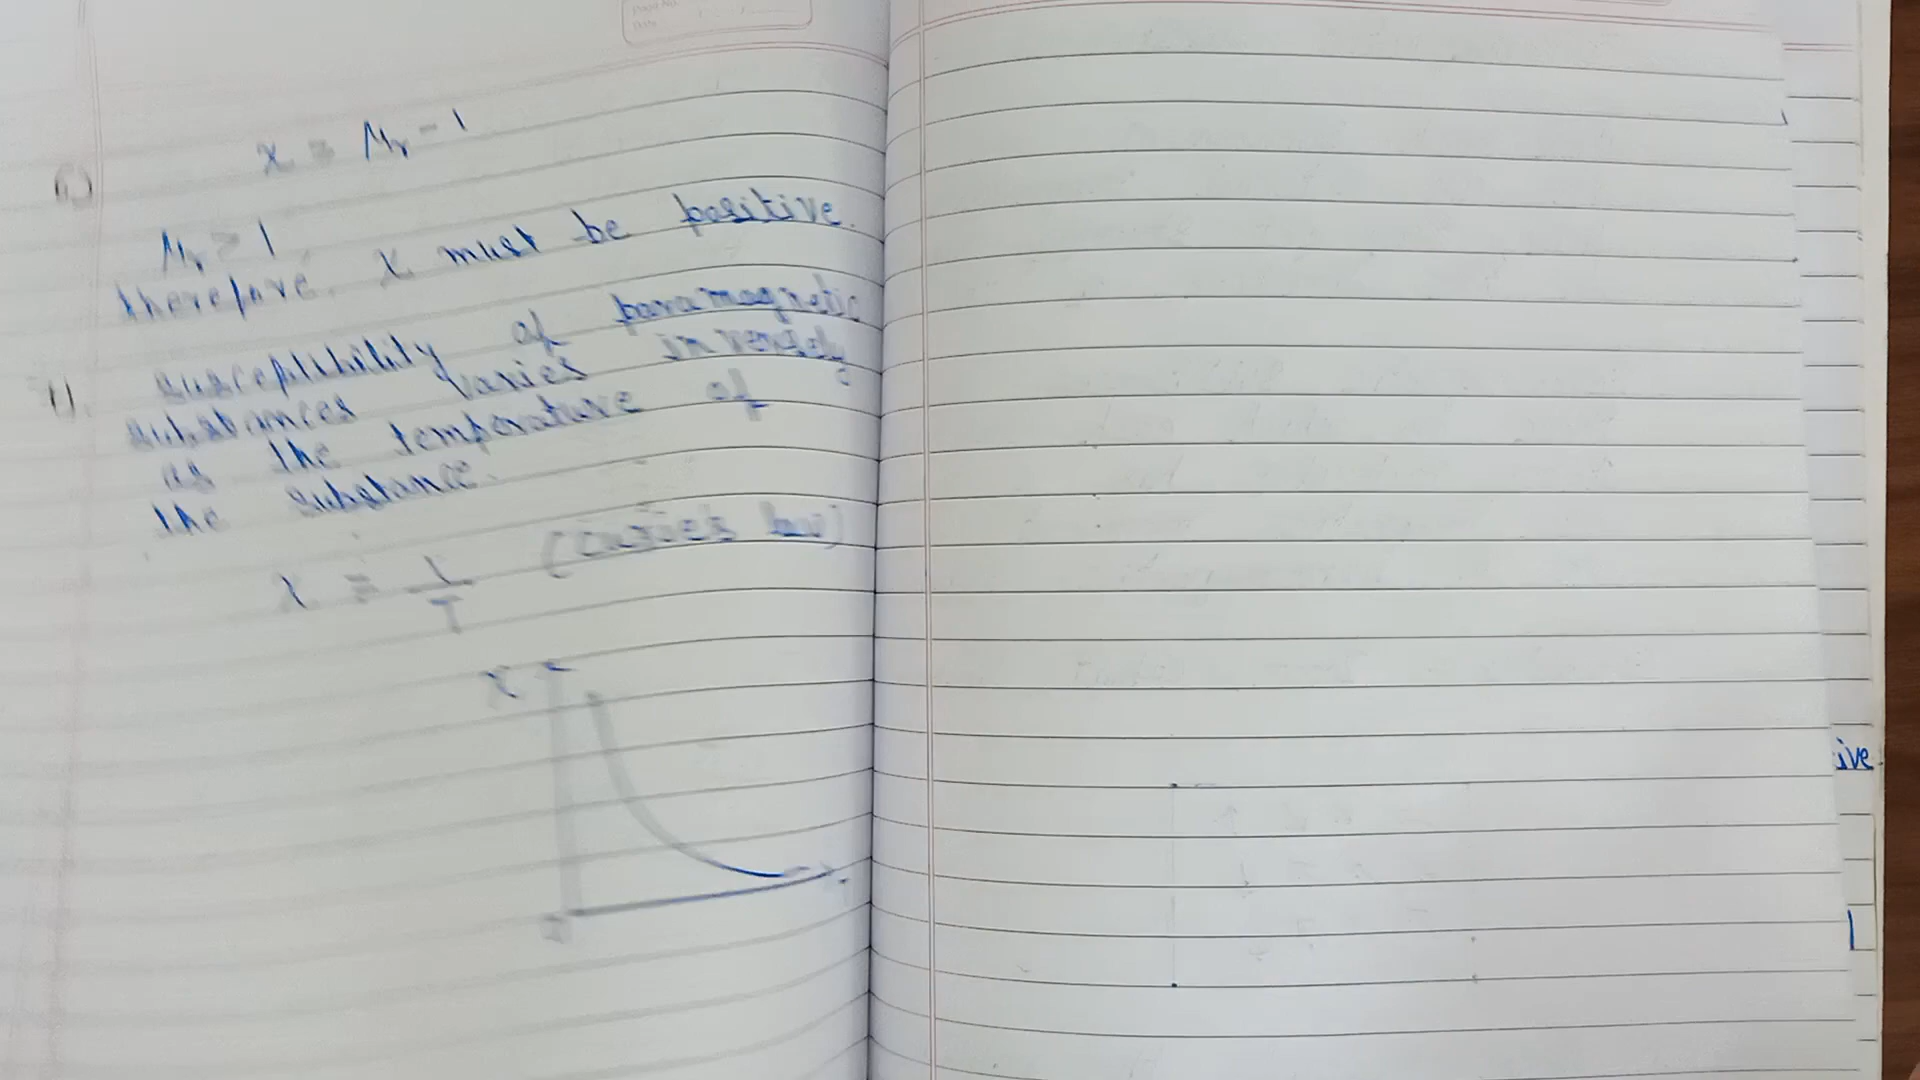 x = μr - 1
μr > 1
therefore, x must be positive.
susceptibility of paramagnetic
substances varies inversely
as the temperature of
the substance.
x = 1/T (curie's law)
x
ive